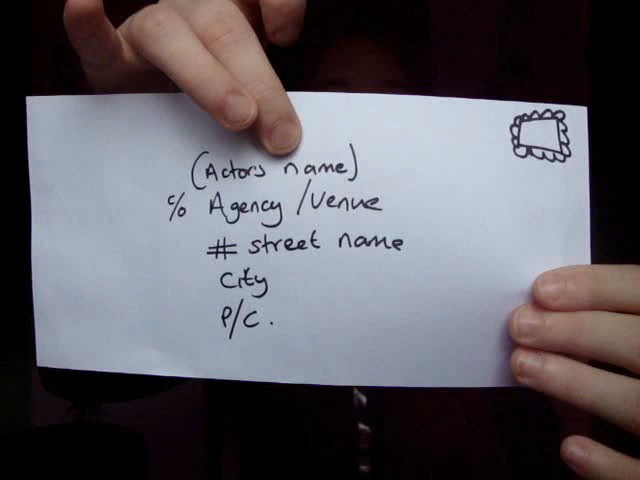 (Actors name)
c/o Agency / Venue
# street name
City
P/C.